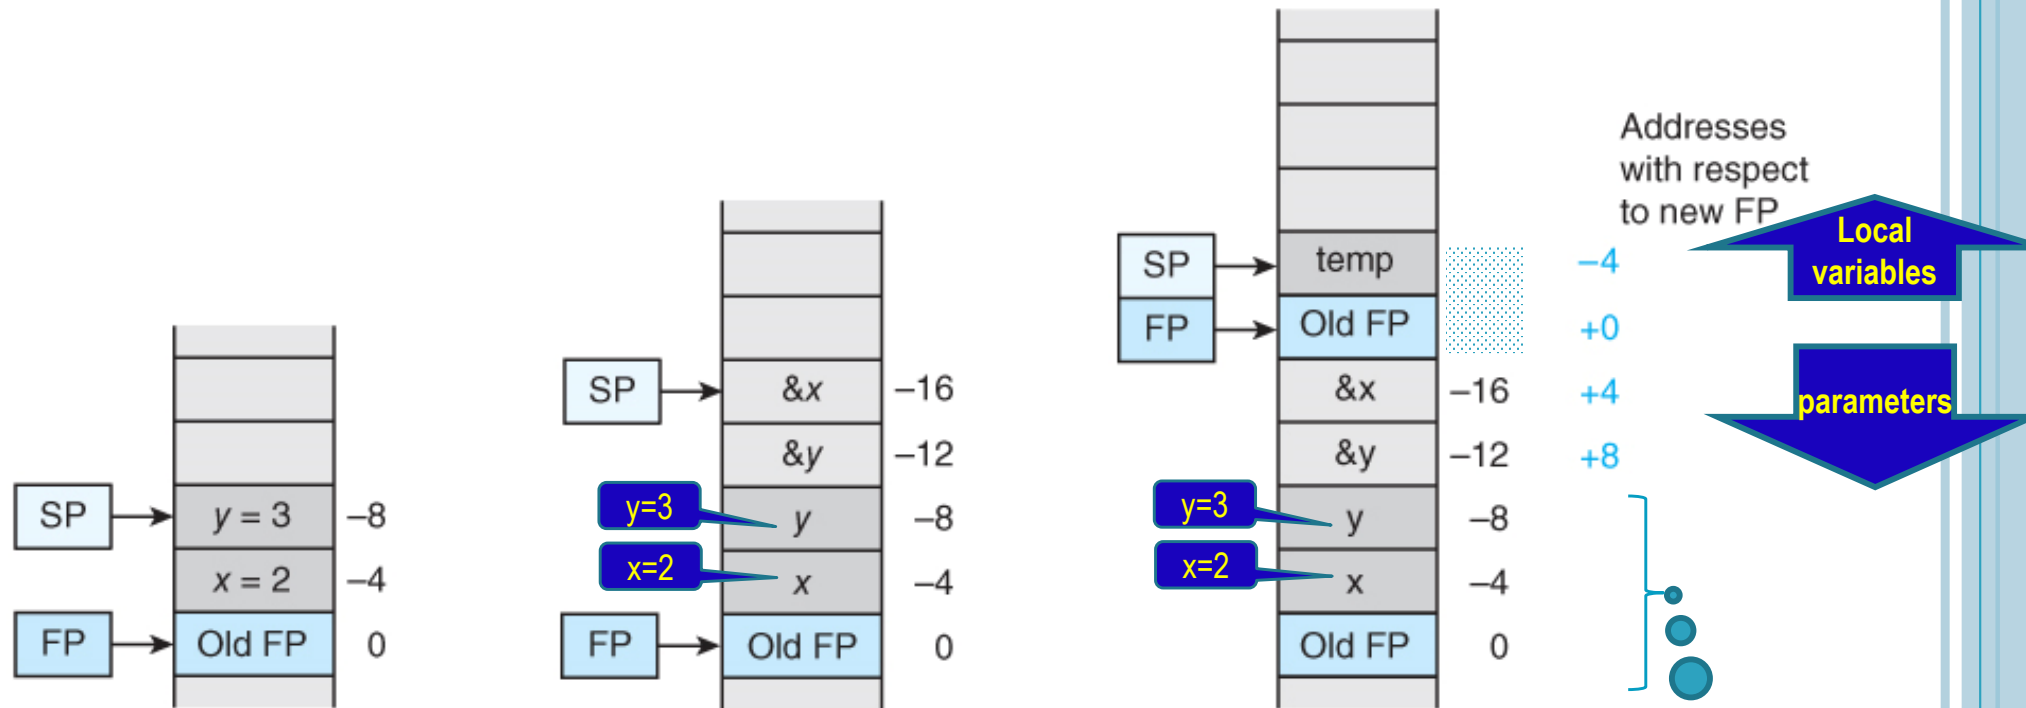 SP
y = 3
–8
x = 2
–4
FP
Old FP
0
SP
&x
–16
&y
–12
y=3
y
–8
x=2
x
–4
FP
Old FP
0
Addresses
with respect
to new FP
SP
temp
–4
FP
Old FP
+0
&x
–16
+4
&y
–12
+8
y=3
y
–8
x=2
x
–4
Old FP
0
Local
variables
parameters